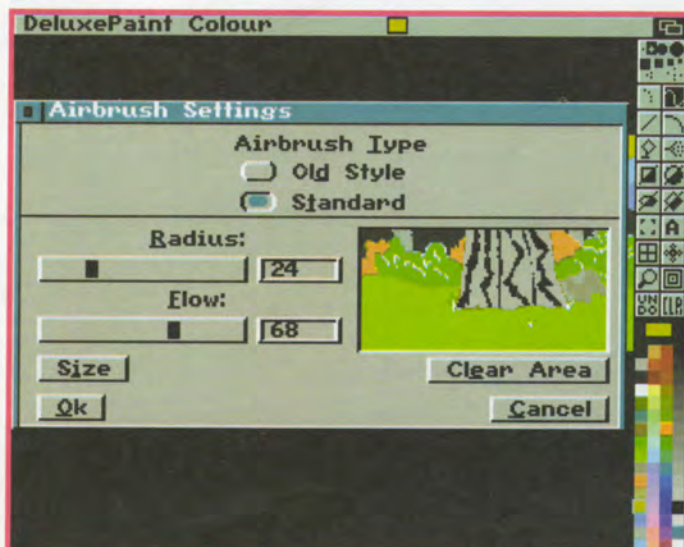 DeluxePaint Colour
Airbrush Settings
Airbrush Type
Old Style
Standard
Radius:
24
Flow:
68
Size
Clear Area
Ok
Cancel
A
UN
DO
CLR